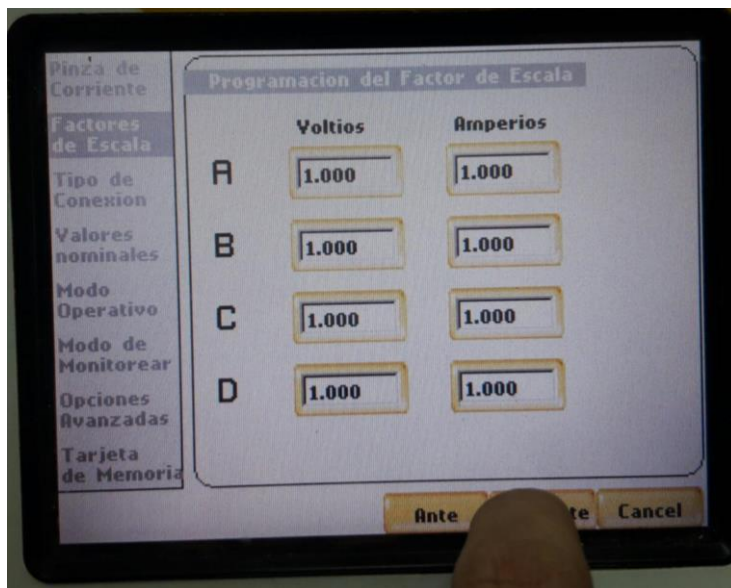 Pinza de
Corriente
Factores
de Escala
Tipo de
Conexion
Valores
nominales
Modo
Operativo
Modo de
Monitorear
Opciones
Avanzadas
Tarjeta
de Memoria
Programacion del Factor de Escala
Voltios Amperios
A 1.000 1.000
B 1.000 1.000
C 1.000 1.000
D 1.000 1.000
Ante te Cancel